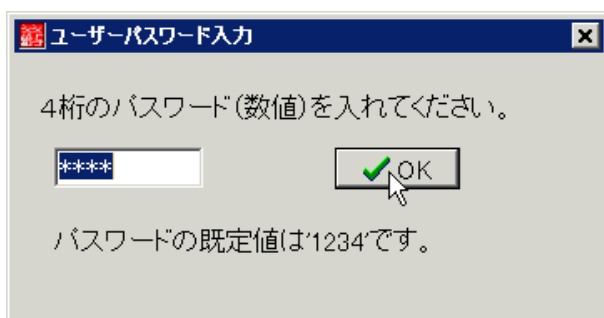 ユーザーパスワード入力
4桁のパスワード(数値)を入れてください。
****
OK
パスワードの既定値は'1234'です。